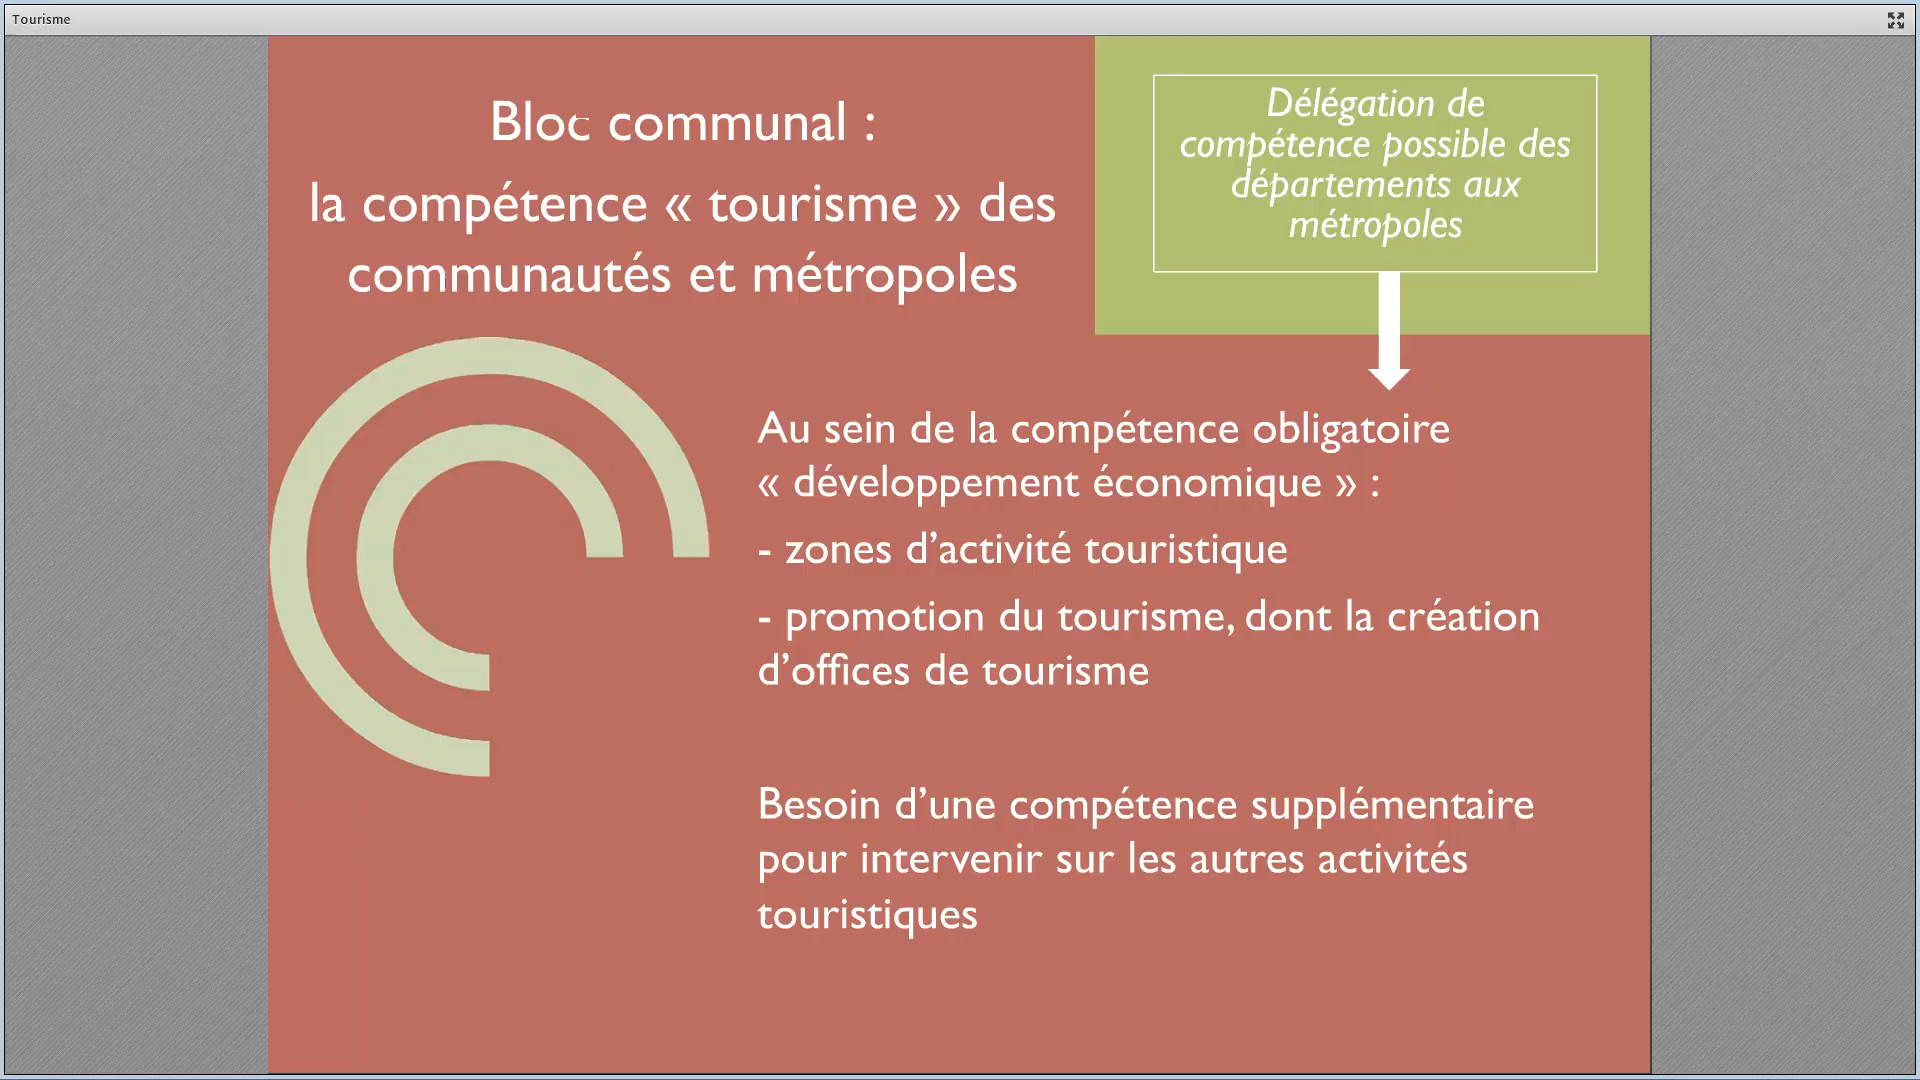 Tourisme
Bloc communal :
la compétence « tourisme » des
communautés et métropoles
Délégation de
compétence possible des
départements aux
métropoles
Au sein de la compétence obligatoire
« développement économique » :
- zones d’activité touristique
- promotion du tourisme, dont la création
d’offices de tourisme
Besoin d’une compétence supplémentaire
pour intervenir sur les autres activités
touristiques